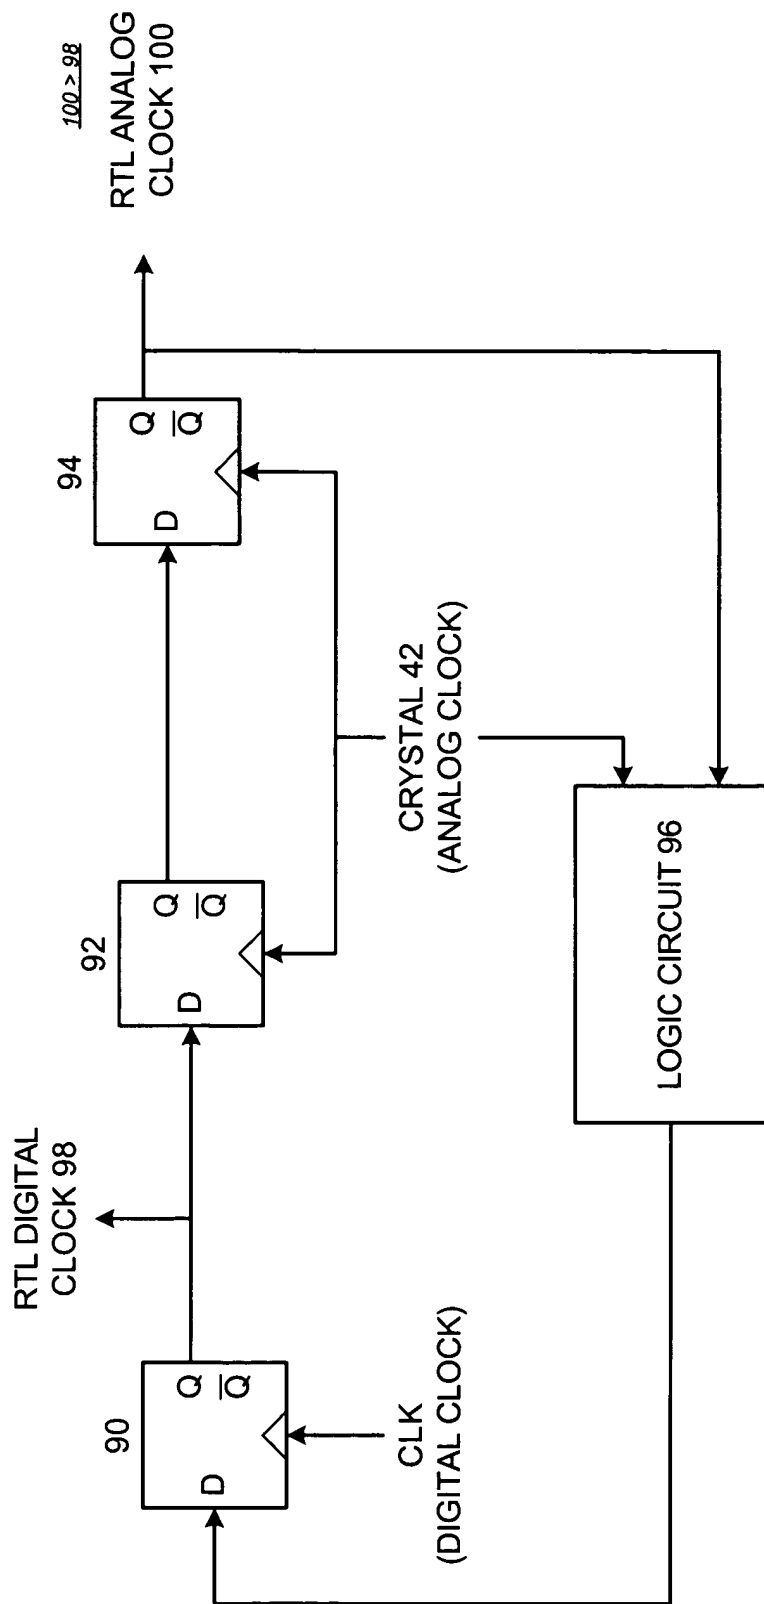 100 > 98
RTL ANALOG
CLOCK 100
RTL DIGITAL
CLOCK 98
90
D
Q
Q
92
D
Q
Q
94
D
Q
Q
CLK
(DIGITAL CLOCK)
CRYSTAL 42
(ANALOG CLOCK)
LOGIC CIRCUIT 96